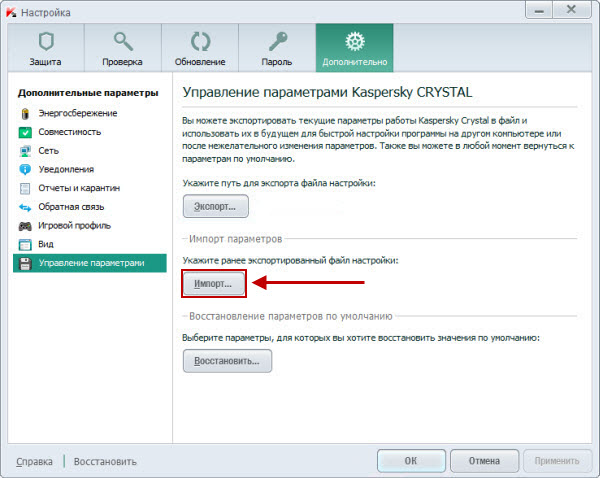 Настройка
Защита
Проверка
Обновление
Пароль
Дополнительно
Дополнительные параметры
Энергосбережение
Совместимость
Сеть
Уведомления
Отчеты и карантин
Обратная связь
Игровой профиль
Вид
Управление параметрами
Управление параметрами Kaspersky CRYSTAL
Вы можете экспортировать текущие параметры работы Kaspersky Crystal в файл и
использовать их в будущем для быстрой настройки программы на другом компьютере или
после нежелательного изменения параметров. Также вы можете в любой момент вернуться к
параметрам по умолчанию.
Укажите путь для экспорта файла настройки:
Экспорт...
Импорт параметров
Укажите ранее экспортированный файл настройки:
Импорт...
Восстановление параметров по умолчанию
Выберите параметры, для которых вы хотите восстановить значения по умолчанию:
Восстановить...
Справка
Восстановить
ОК
Отмена
Применить